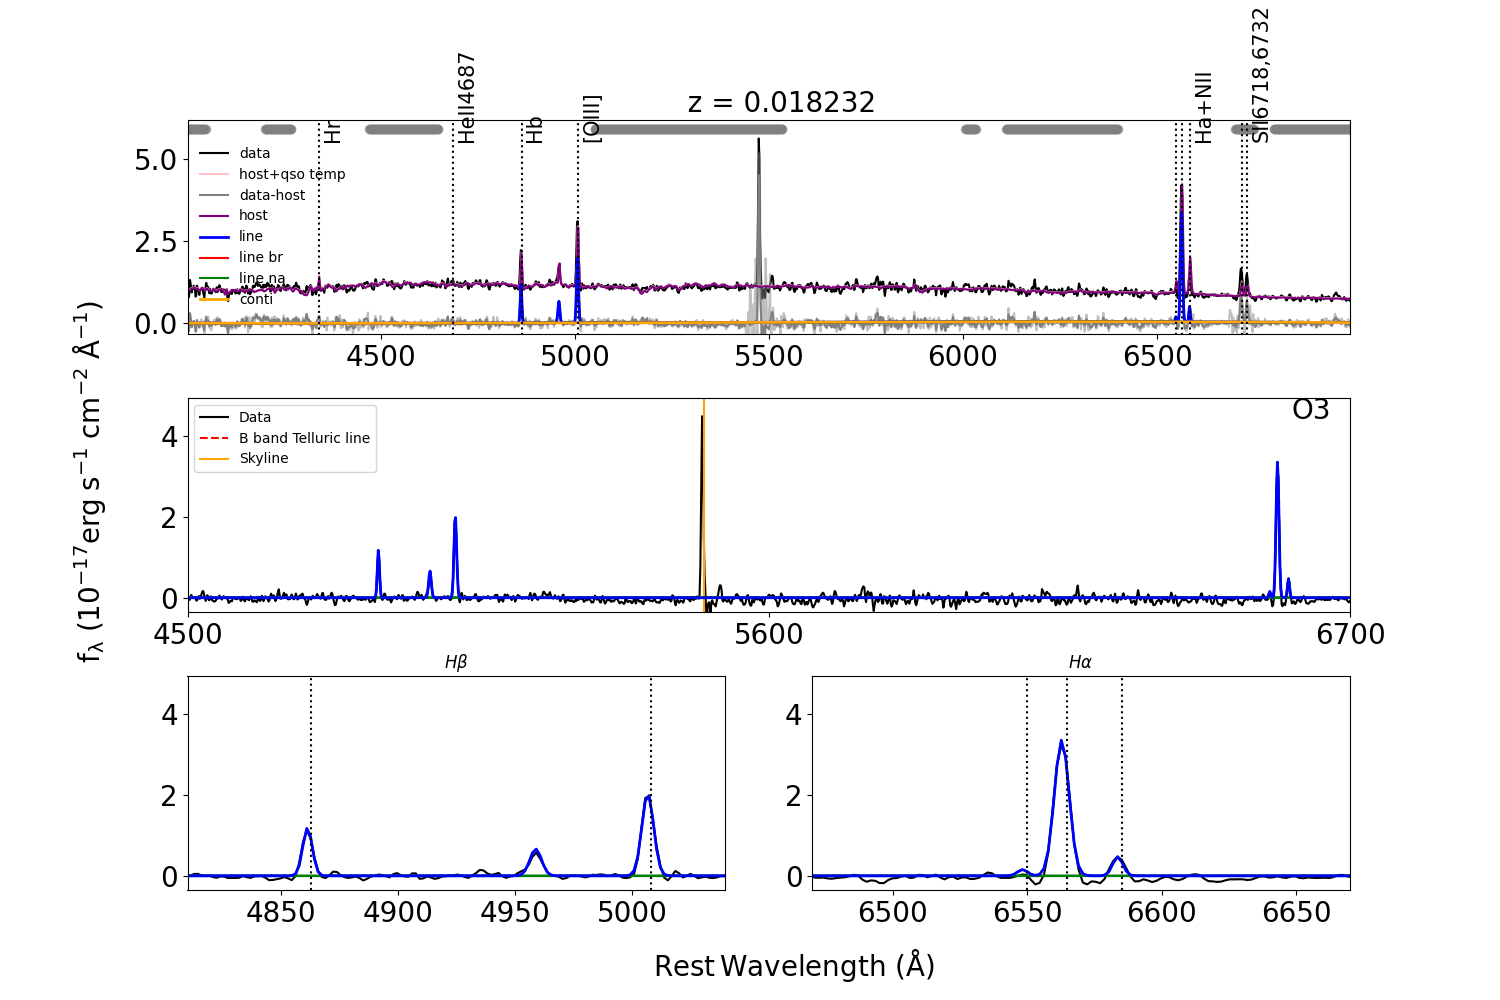 z = 0.018232
Hr
HeII4687
Hb
[OIII]
Ha+NII
SII6718,6732
5.0
2.5
0.0
data
host+qso temp
data-host
host
line
line br
line na
conti
4500 5000 5500 6000 6500
fλ (10⁻¹⁷erg s⁻¹ cm⁻² Å⁻¹)
O3
4
2
0
Data
B band Telluric line
Skyline
4500 5600 6700
Hβ
4
2
0
4850 4900 4950 5000
Hα
4
2
0
6500 6550 6600 6650
Rest Wavelength (Å)